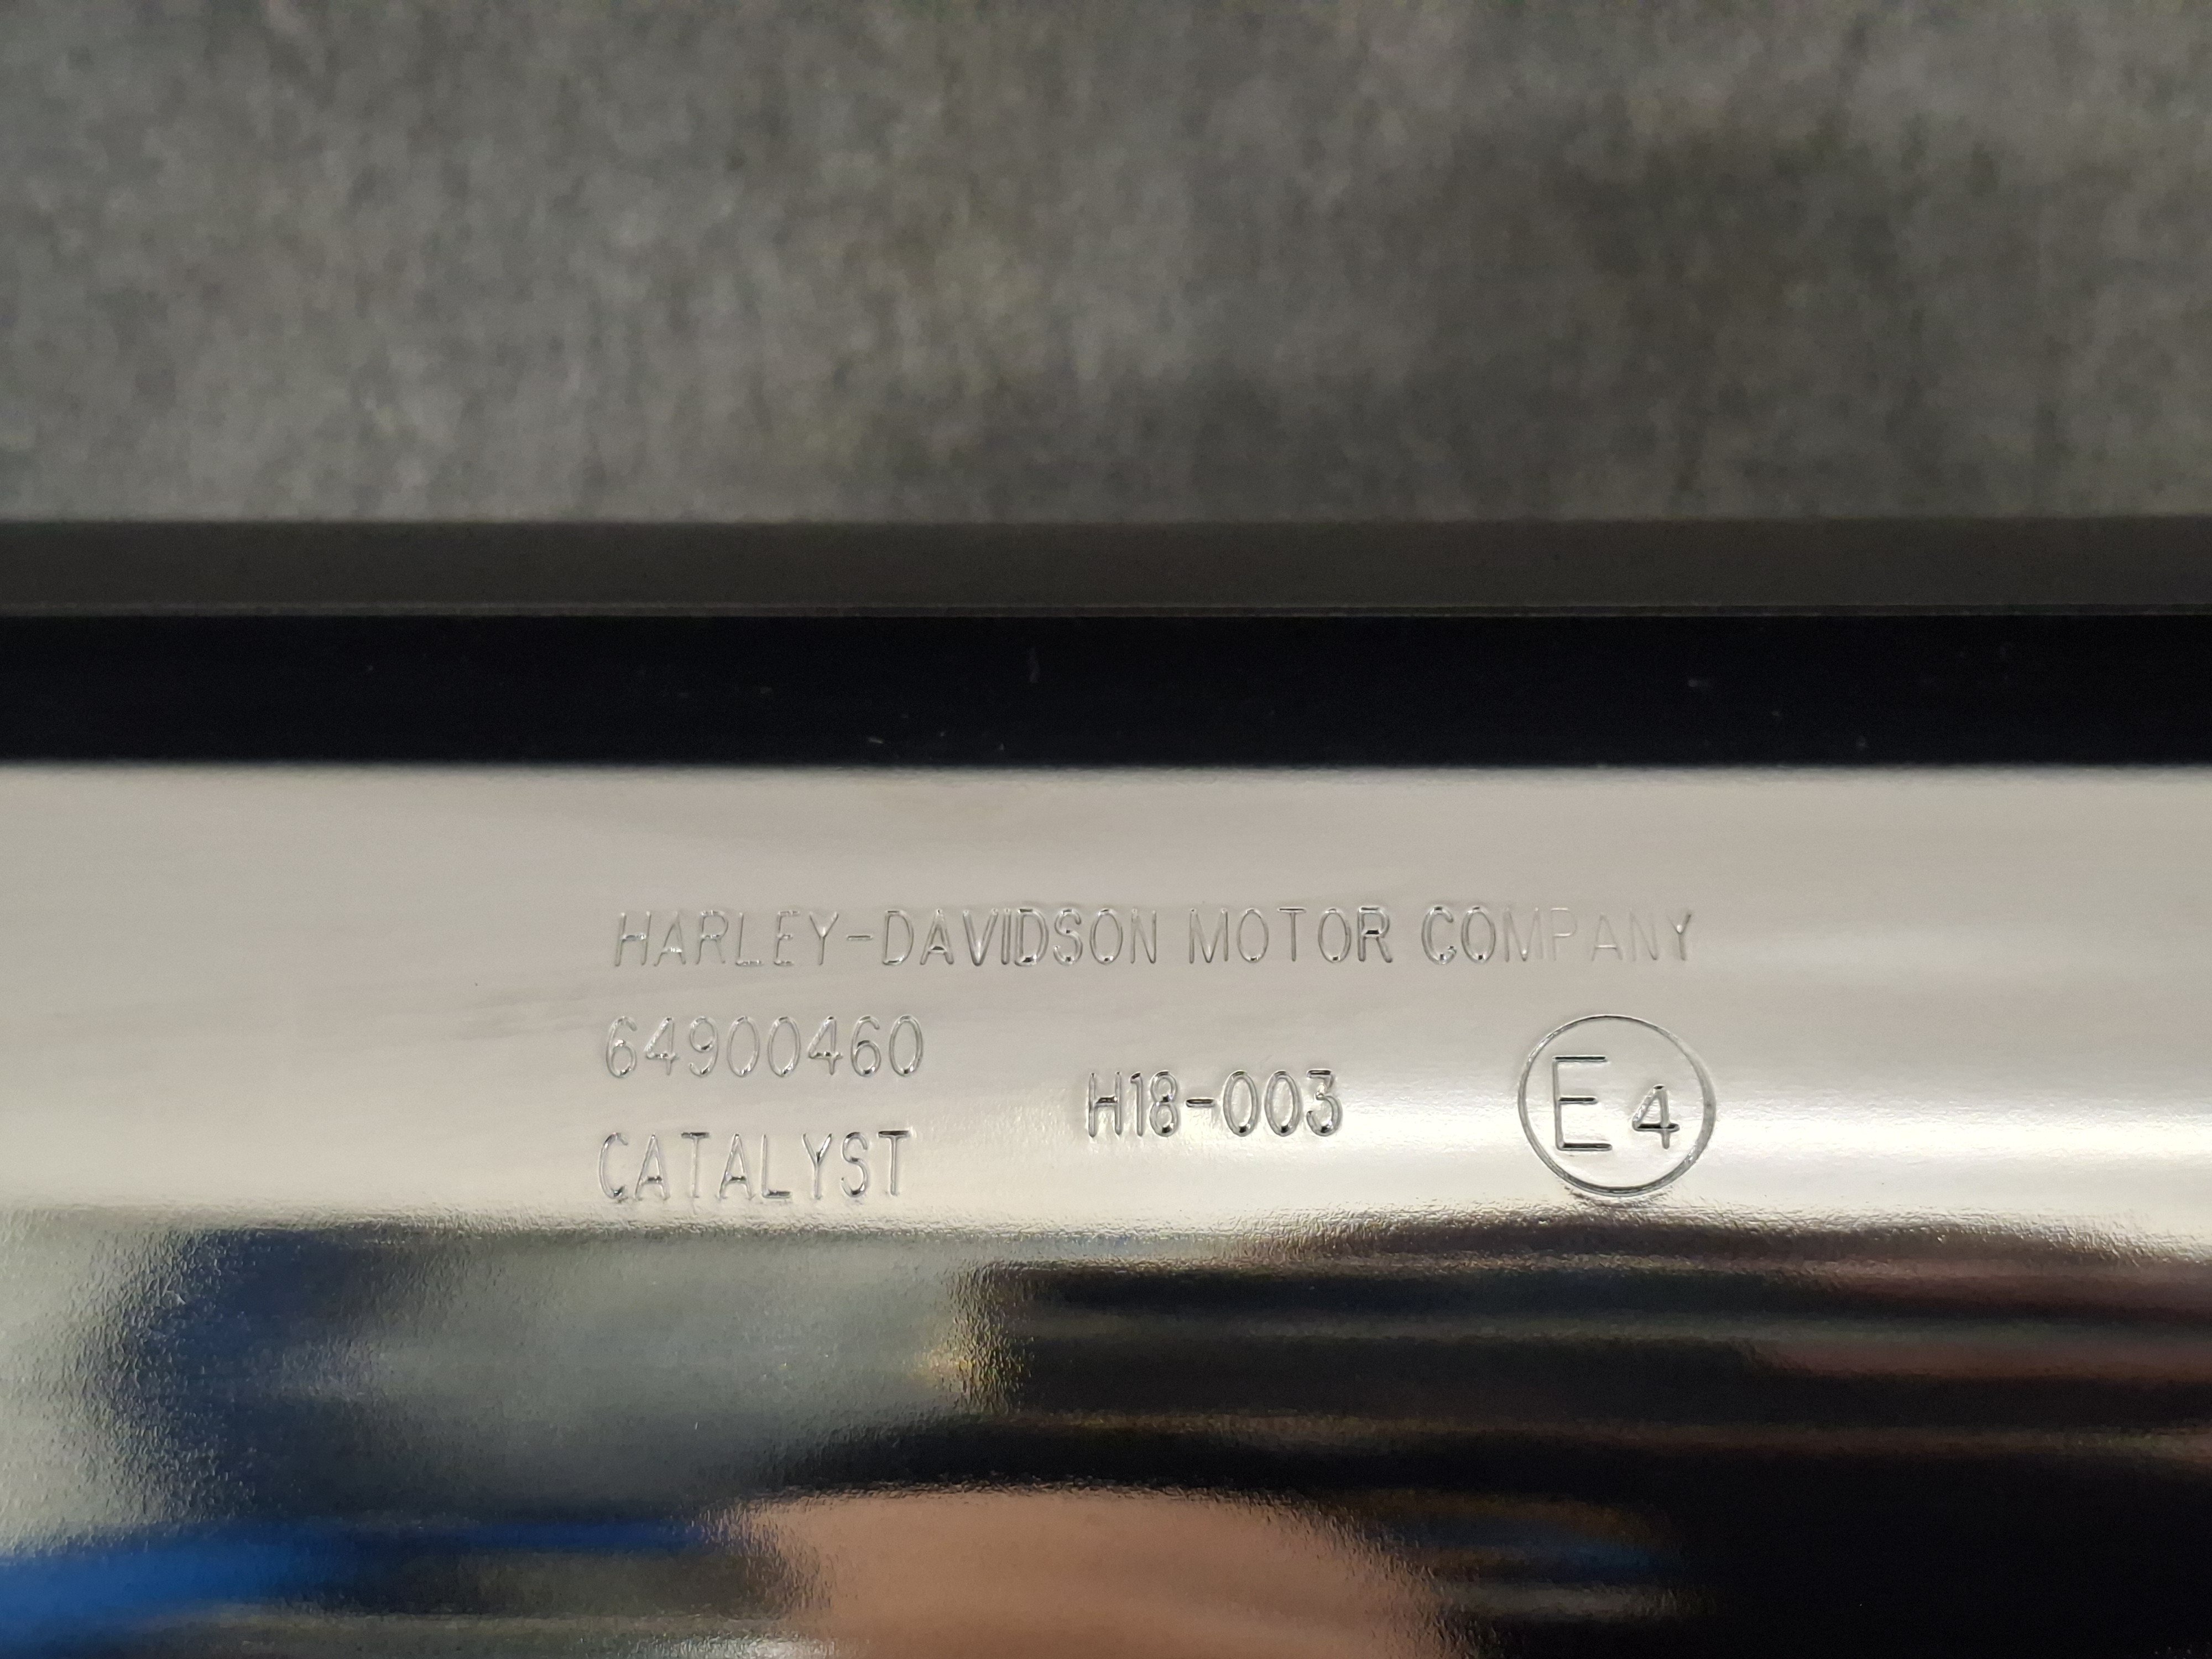 HARLEY-DAVIDSON MOTOR COMPANY
64900460
H18-003
E4
CATALYST